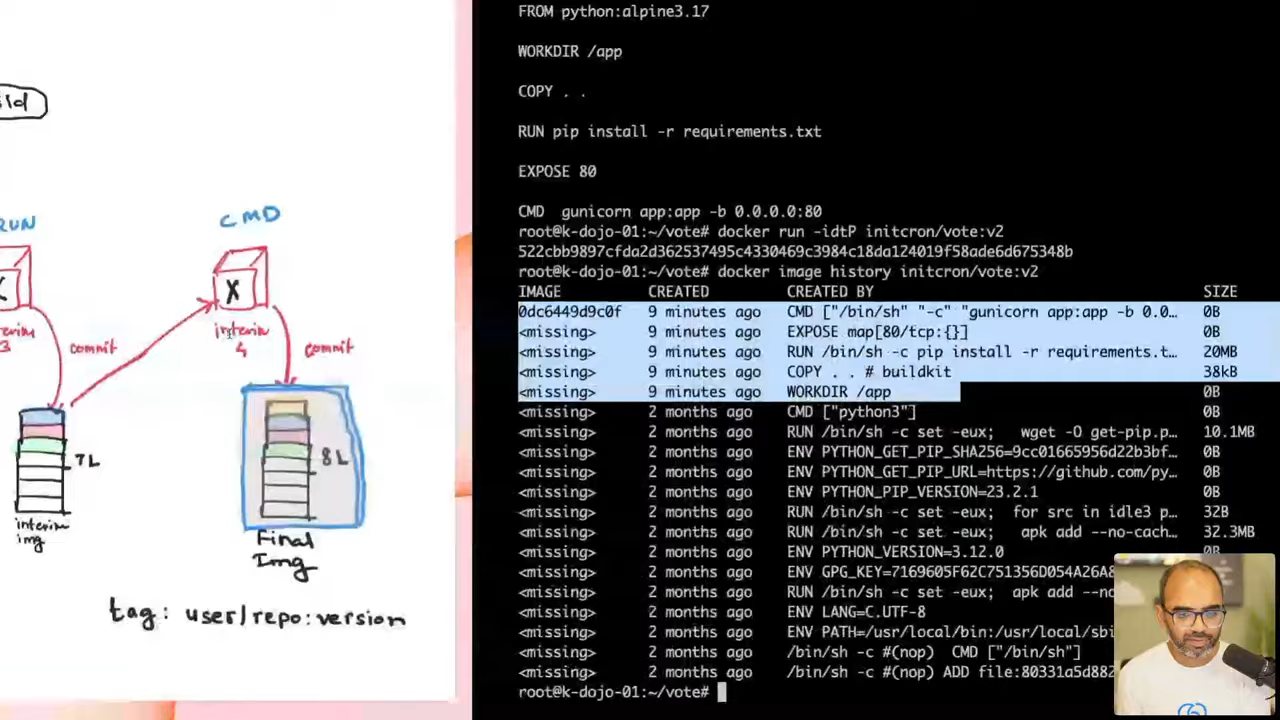 RUN
CMD
interim
4
commit
commit
7L
8L
interim
img
Final
Img
tag: user/repo:version
FROM python:alpine3.17
WORKDIR /app
COPY . .
RUN pip install -r requirements.txt
EXPOSE 80
CMD  gunicorn app:app -b 0.0.0.0:80
root@k-dojo-01:~/vote# docker run -idtP initcron/vote:v2
522cbb9897cfda2d362537495c4330469c3984c18da124019f58ade6d675348b
root@k-dojo-01:~/vote# docker image history initcron/vote:v2
IMAGE CREATED CREATED BY SIZE
0dc6449d9c0f 9 minutes ago CMD ["/bin/sh" "-c" "gunicorn app:app -b 0.0… 0B
<missing> 9 minutes ago EXPOSE map[80/tcp:{}] 0B
<missing> 9 minutes ago RUN /bin/sh -c pip install -r requirements.t… 20MB
<missing> 9 minutes ago COPY . . # buildkit 38kB
<missing> 9 minutes ago WORKDIR /app 0B
<missing> 2 months ago CMD ["python3"] 0B
<missing> 2 months ago RUN /bin/sh -c set -eux;   wget -O get-pip.p… 10.1MB
<missing> 2 months ago ENV PYTHON_GET_PIP_SHA256=9cc01665956d22b3bf… 0B
<missing> 2 months ago ENV PYTHON_GET_PIP_URL=https://github.com/py… 0B
<missing> 2 months ago ENV PYTHON_PIP_VERSION=23.2.1 0B
<missing> 2 months ago RUN /bin/sh -c set -eux;   for src in idle3 p… 32B
<missing> 2 months ago RUN /bin/sh -c set -eux;   apk add --no-cach… 32.3MB
<missing> 2 months ago ENV PYTHON_VERSION=3.12.0 0B
<missing> 2 months ago ENV GPG_KEY=7169605F62C751356D054A26A8
<missing> 2 months ago RUN /bin/sh -c set -eux;   apk add --no
<missing> 2 months ago ENV LANG=C.UTF-8
<missing> 2 months ago ENV PATH=/usr/local/bin:/usr/local/sbi
<missing> 2 months ago /bin/sh -c #(nop)  CMD ["/bin/sh"]
<missing> 2 months ago /bin/sh -c #(nop) ADD file:80331a5d882
root@k-dojo-01:~/vote#